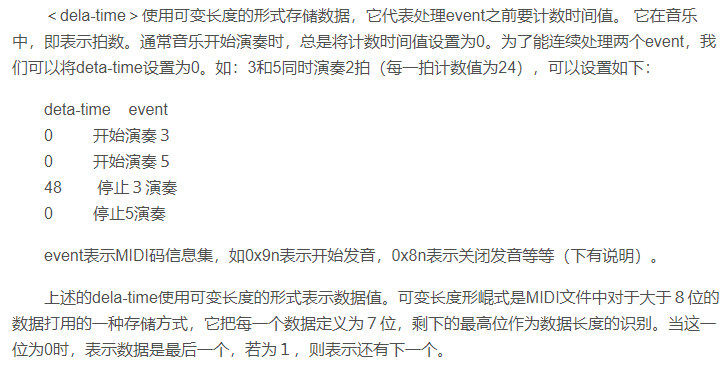 ＜dela-time＞使用可变长度的形式存储数据，它代表处理event之前要计数时间值。 它在音乐
中，即表示拍数。通常音乐开始演奏时，总是将计数时间值设置为0。为了能连续处理两个event，我
们可以将deta-time设置为0。如：3和5同时演奏2拍（每一拍计数值为24），可以设置如下：
deta-time event
0 开始演奏３
0 开始演奏５
48 停止３演奏
0 停止5演奏
event表示MIDI码信息集，如0x9n表示开始发音，0x8n表示关闭发音等等（下有说明）。
上述的dela-time使用可变长度的形式表示数据值。可变长度形崐式是MIDI文件中对于大于８位的
数据打用的一种存储方式，它把每一个数据定义为７位，剩下的最高位作为数据长度的识别。当这一
位为0时，表示数据是最后一个，若为１，则表示还有下一个。